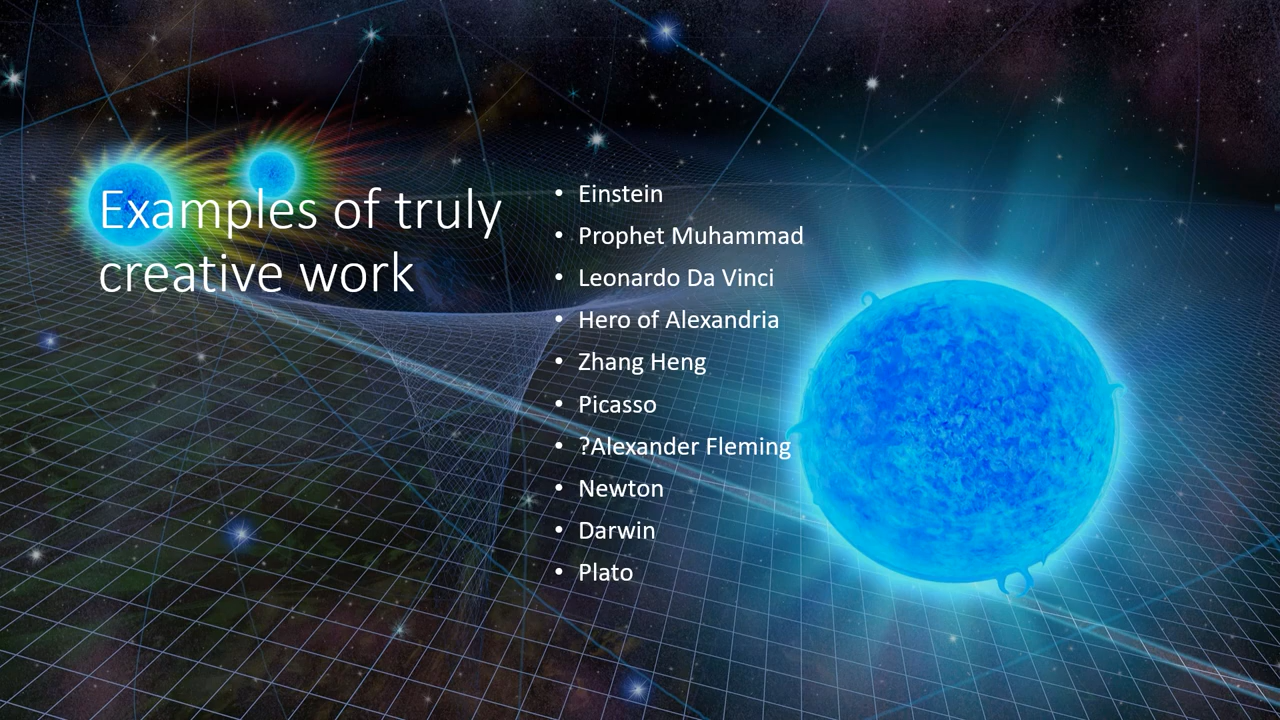 Examples of truly
creative work
• Einstein
• Prophet Muhammad
• Leonardo Da Vinci
• Hero of Alexandria
• Zhang Heng
• Picasso
• ?Alexander Fleming
• Newton
• Darwin
• Plato